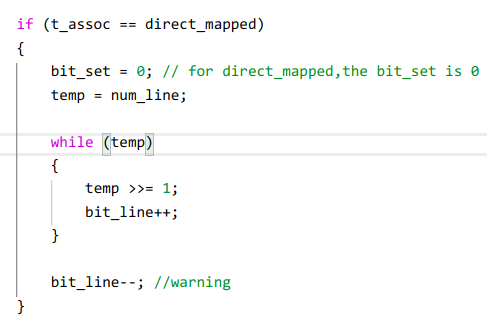 if (t_assoc == direct_mapped)
{
bit_set = 0; // for direct_mapped,the bit_set is 0
temp = num_line;
while (temp)
{
temp >>= 1;
bit_line++;
}
bit_line--; //warning
}